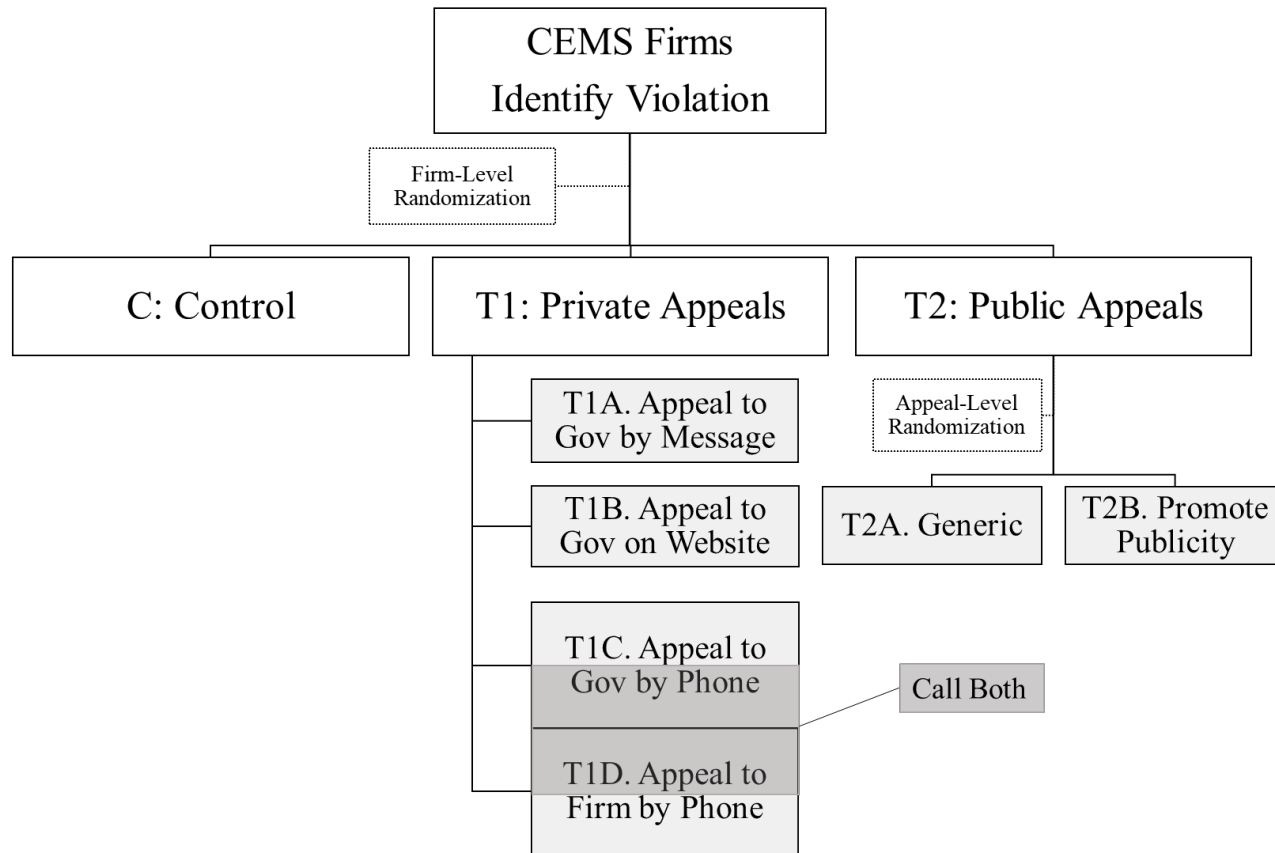 CEMS Firms
Identify Violation
Firm-Level
Randomization
C: Control
T1: Private Appeals
T2: Public Appeals
T1A. Appeal to
Gov by Message
Appeal-Level
Randomization
T1B. Appeal to
Gov on Website
T2A. Generic
T2B. Promote
Publicity
T1C. Appeal to
Gov by Phone
Call Both
T1D. Appeal to
Firm by Phone